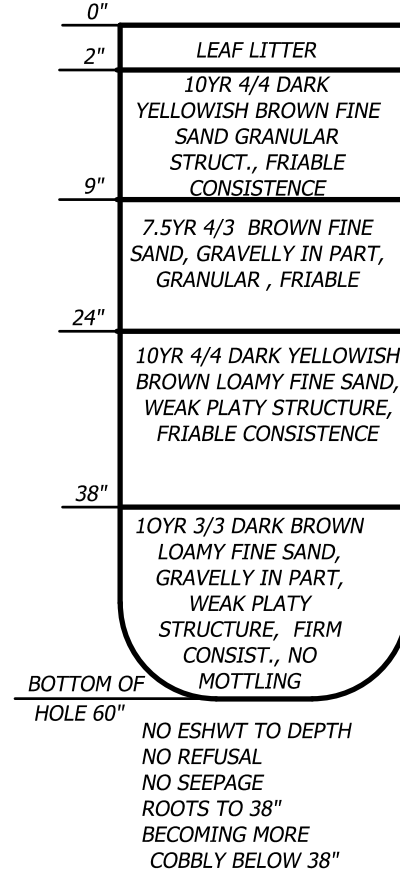 0"
2"
LEAF LITTER
10YR 4/4 DARK
YELLOWISH BROWN FINE
SAND GRANULAR
STRUCT., FRIABLE
CONSISTENCE
9"
7.5YR 4/3 BROWN FINE
SAND, GRAVELLY IN PART,
GRANULAR , FRIABLE
24"
10YR 4/4 DARK YELLOWISH
BROWN LOAMY FINE SAND,
WEAK PLATY STRUCTURE,
FRIABLE CONSISTENCE
38"
1OYR 3/3 DARK BROWN
LOAMY FINE SAND,
GRAVELLY IN PART,
WEAK PLATY
STRUCTURE, FIRM
CONSIST., NO
MOTTLING
BOTTOM OF
HOLE 60"
NO ESHWT TO DEPTH
NO REFUSAL
NO SEEPAGE
ROOTS TO 38"
BECOMING MORE
COBBLY BELOW 38"